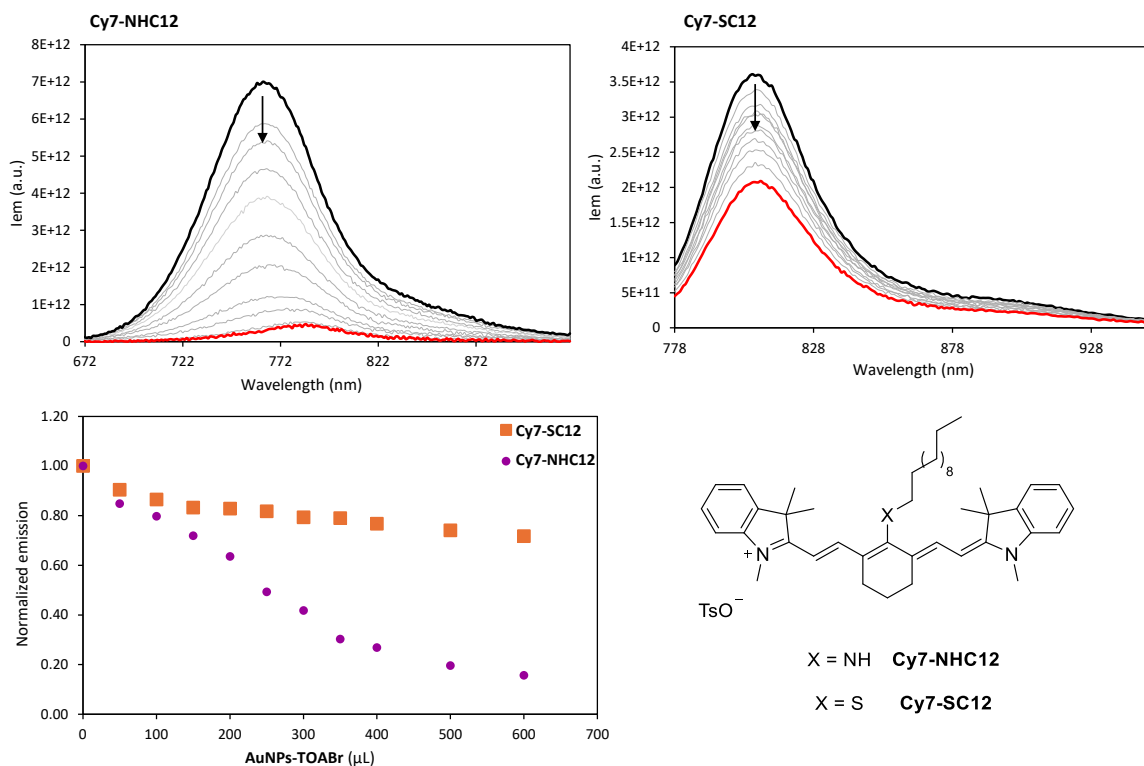 Cy7-NHC12
8E+12
7E+12
6E+12
5E+12
4E+12
3E+12
2E+12
1E+12
0
Iem (a.u.)
672 722 772 822 872
Wavelength (nm)
Cy7-SC12
4E+12
3.5E+12
3E+12
2.5E+12
2E+12
1.5E+12
1E+12
5E+11
0
Iem (a.u.)
778 828 878 928
Wavelength (nm)
1.20
1.00
0.80
0.60
0.40
0.20
0.00
Normalized emission
Cy7-SC12
Cy7-NHC12
0 100 200 300 400 500 600 700
AuNPs-TOABr (µL)
8
X
+
N
N
TsO−
X = NH Cy7-NHC12
X = S Cy7-SC12